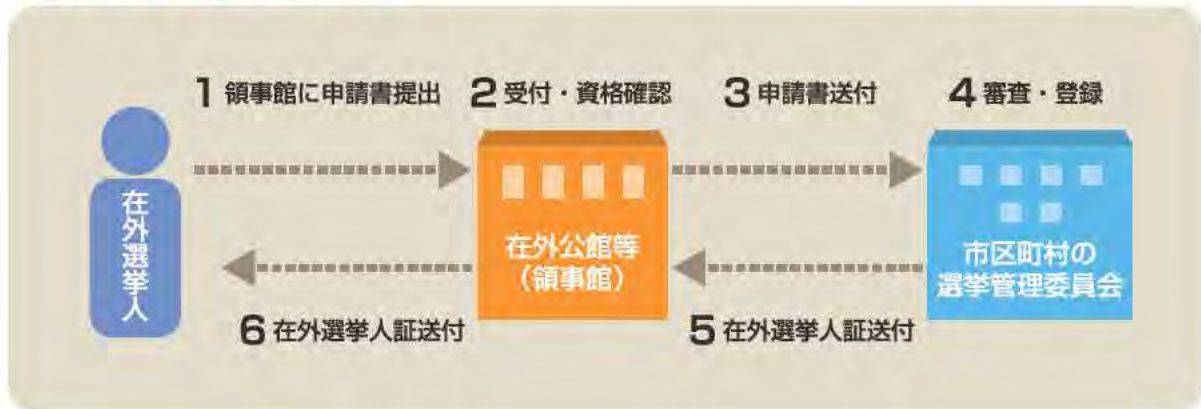 1 領事館に申請書提出
2 受付・資格確認
3 申請書送付
4 審査・登録
在外選挙人
在外公館等
(領事館)
市区町村の
選挙管理委員会
6 在外選挙人証送付
5 在外選挙人証送付